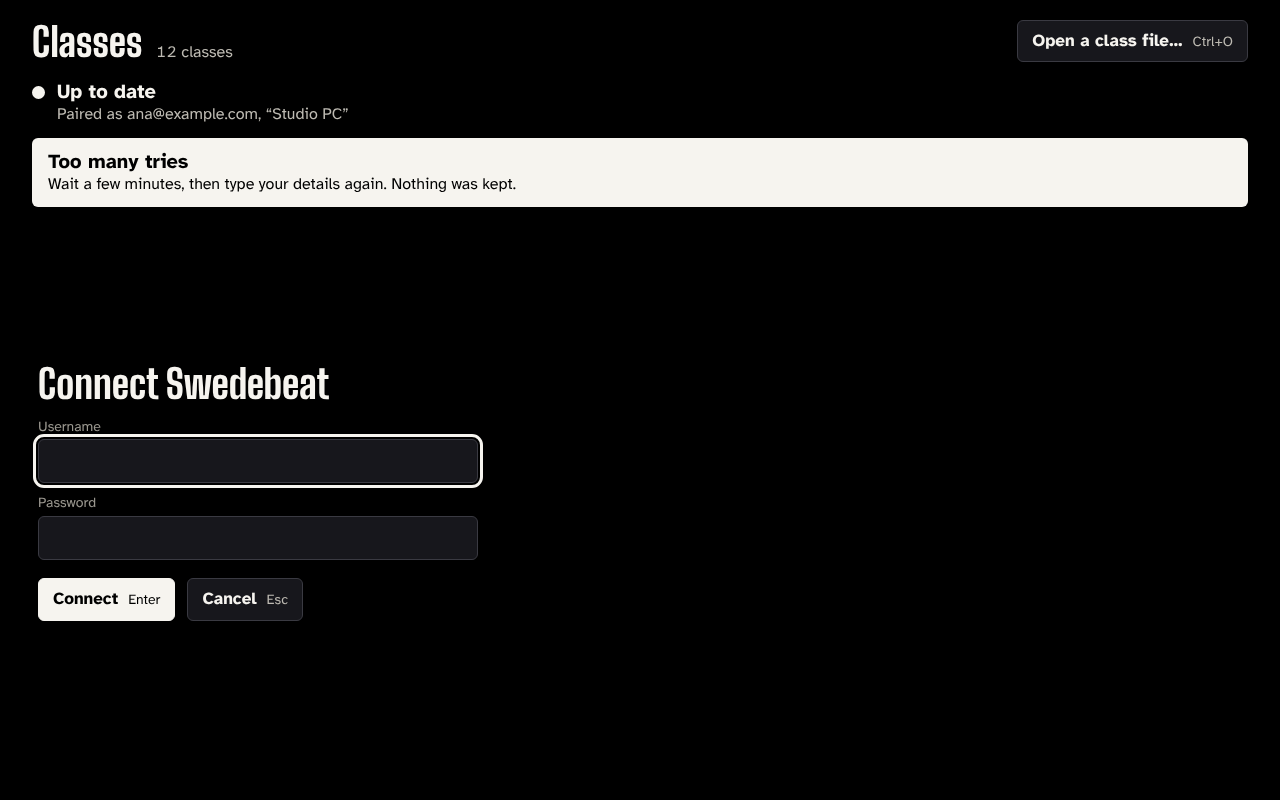 Classes 12 classes
Open a class file... Ctrl+O
Up to date
Paired as ana@example.com, “Studio PC”
Too many tries
Wait a few minutes, then type your details again. Nothing was kept.
Connect Swedebeat
Username
Password
Connect Enter
Cancel Esc